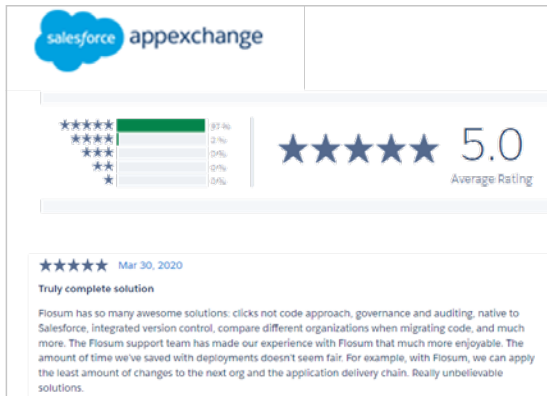 salesforce appexchange
2 %
0 %
0 %
0 %
5.0
Average Rating
Mar 30, 2020
Truly complete solution
Flosum has so many awesome solutions: clicks not code approach, governance and auditing, native to
Salesforce, integrated version control, compare different organizations when migrating code, and much
more. The Flosum support team has made our experience with Flosum that much more enjoyable. The
amount of time we've saved with deployments doesn't seem fair. For example, with Flosum, we can apply
the least amount of changes to the next org and the application delivery chain. Really unbelievable
solutions.